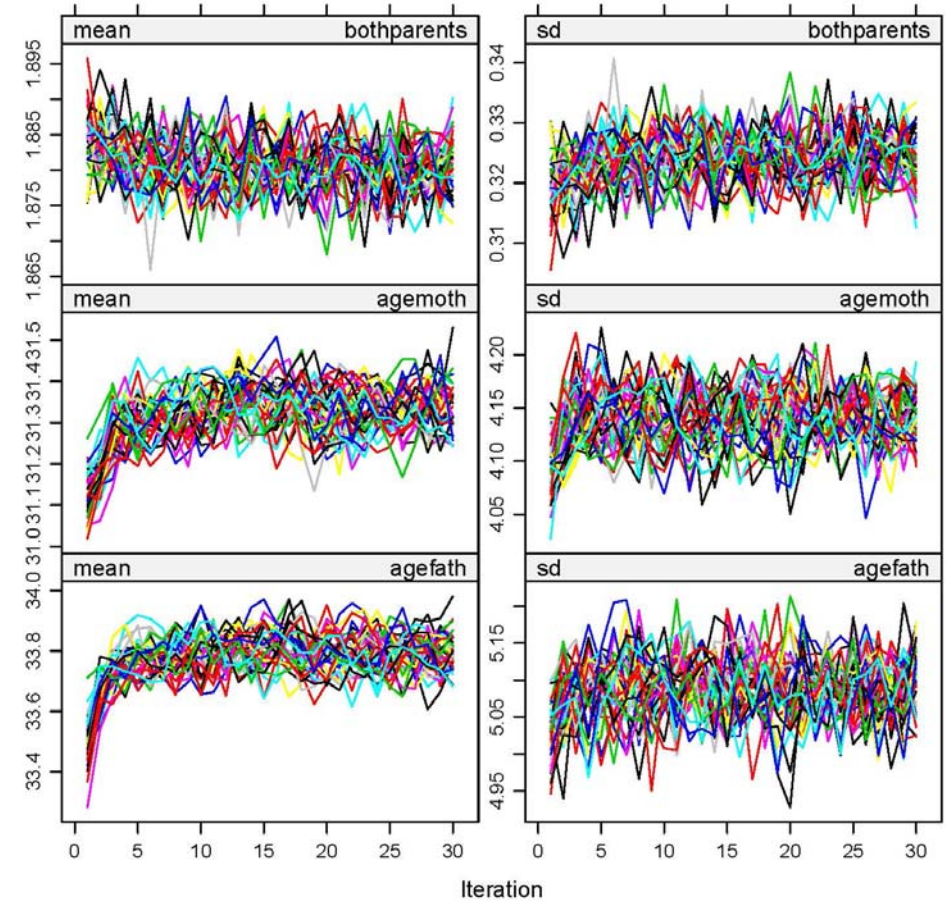 mean bothparents
1.865 1.875 1.885 1.895
sd bothparents
0.31 0.32 0.33 0.34
mean agemoth
31.0 31.1 31.2 31.3 31.4 31.5
sd agemoth
4.05 4.10 4.15 4.20
mean agefath
33.4 33.6 33.8 34.0
sd agefath
4.95 5.05 5.15
0 5 10 15 20 25 30
0 5 10 15 20 25 30
Iteration